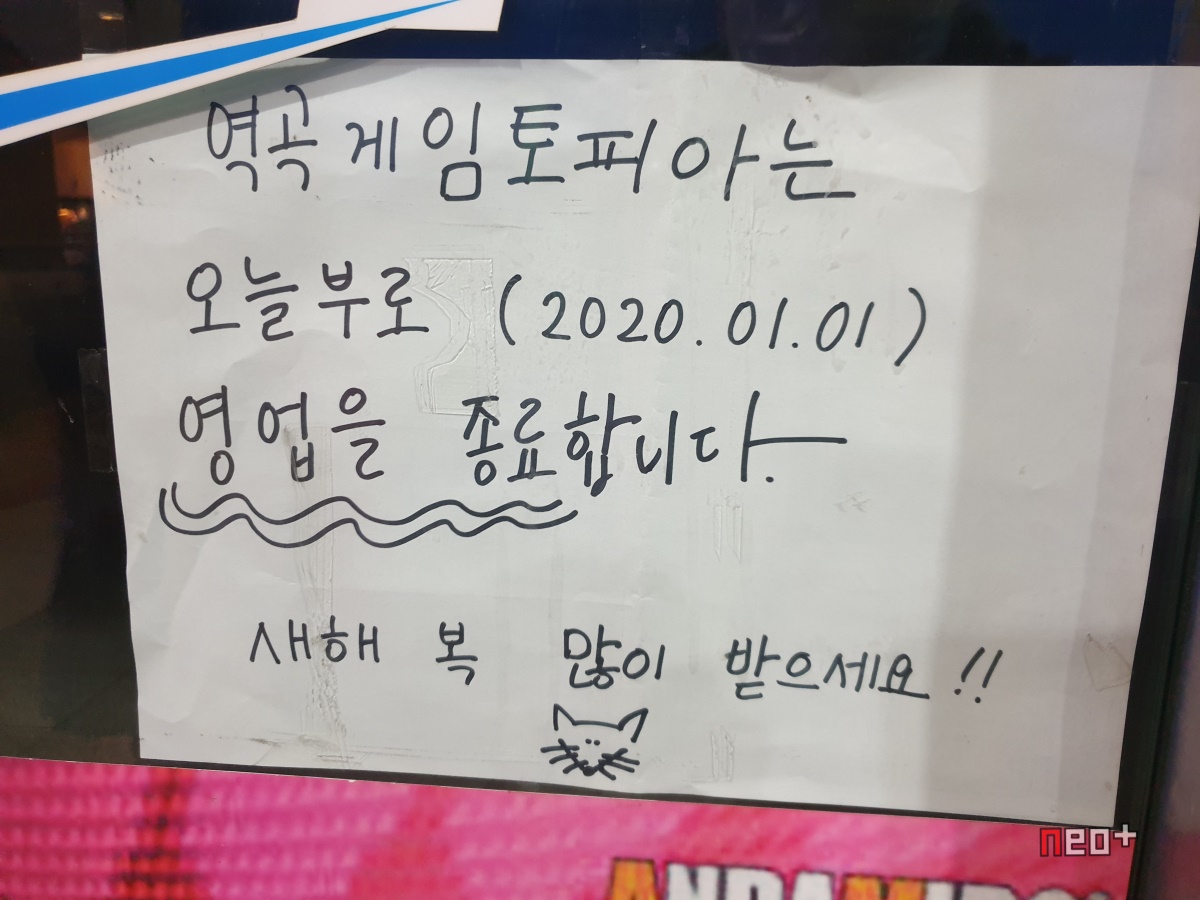 역곡 게임토피아는
오늘부로 (2020.01.01)
영업을 종료합니다.
새해 복 많이 받으세요!!
neo+